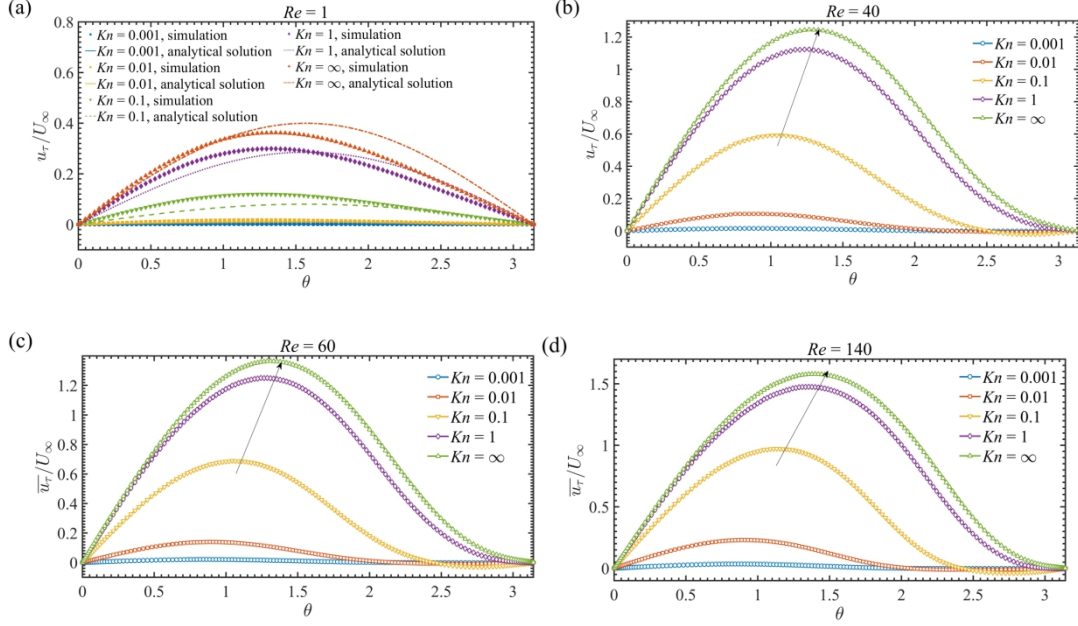 (a)
Re = 1
Kn = 0.001, simulation
Kn = 0.001, analytical solution
Kn = 0.01, simulation
Kn = 0.01, analytical solution
Kn = 0.1, simulation
Kn = 0.1, analytical solution
Kn = 1, simulation
Kn = 1, analytical solution
Kn = ∞, simulation
Kn = ∞, analytical solution
0.8
0.6
0.4
0.2
0
u_τ/U_∞
0 0.5 1 1.5 2 2.5 3
θ
(b)
Re = 40
Kn = 0.001
Kn = 0.01
Kn = 0.1
Kn = 1
Kn = ∞
1.2
1
0.8
0.6
0.4
0.2
0
u_τ/U_∞
0 0.5 1 1.5 2 2.5 3
θ
(c)
Re = 60
Kn = 0.001
Kn = 0.01
Kn = 0.1
Kn = 1
Kn = ∞
1.2
1
0.8
0.6
0.4
0.2
0
u̅_τ/U_∞
0 0.5 1 1.5 2 2.5 3
θ
(d)
Re = 140
Kn = 0.001
Kn = 0.01
Kn = 0.1
Kn = 1
Kn = ∞
1.5
1
0.5
0
u̅_τ/U_∞
0 0.5 1 1.5 2 2.5 3
θ